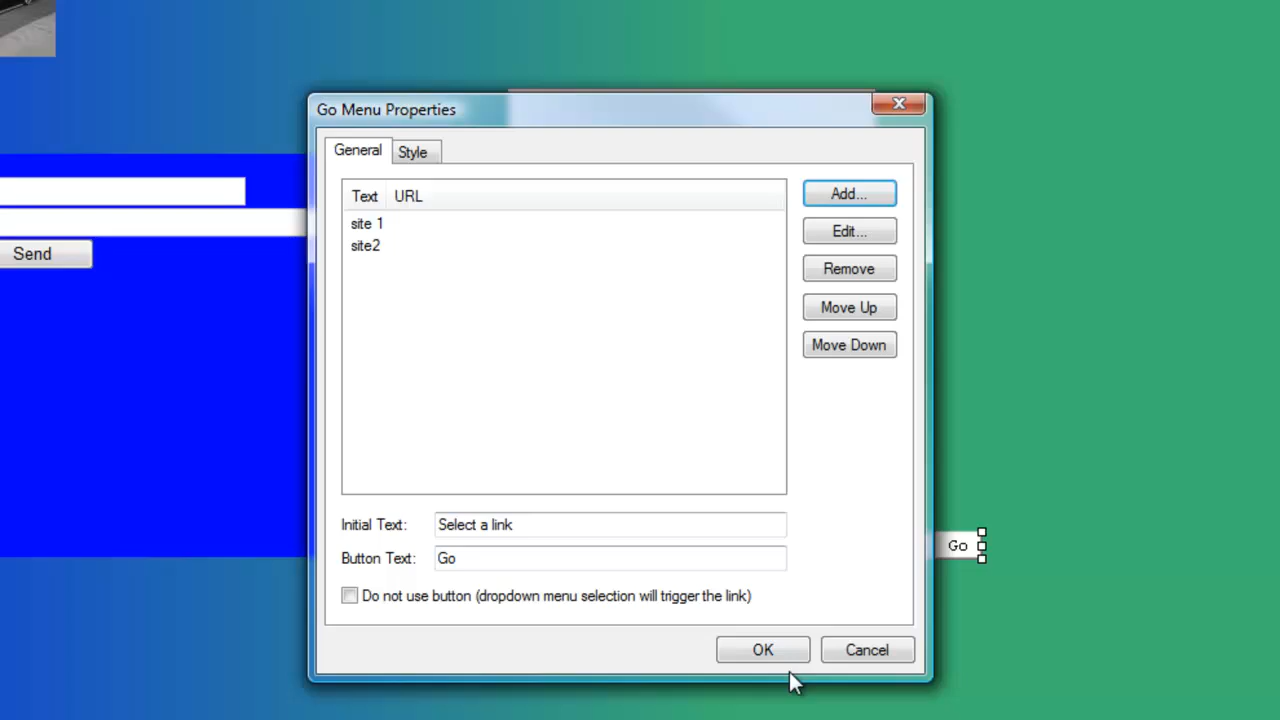 Go Menu Properties
General Style
Text URL
site 1
site2
Add...
Edit...
Remove
Move Up
Move Down
Initial Text: Select a link
Button Text: Go
Do not use button (dropdown menu selection will trigger the link)
OK Cancel
Send
Go